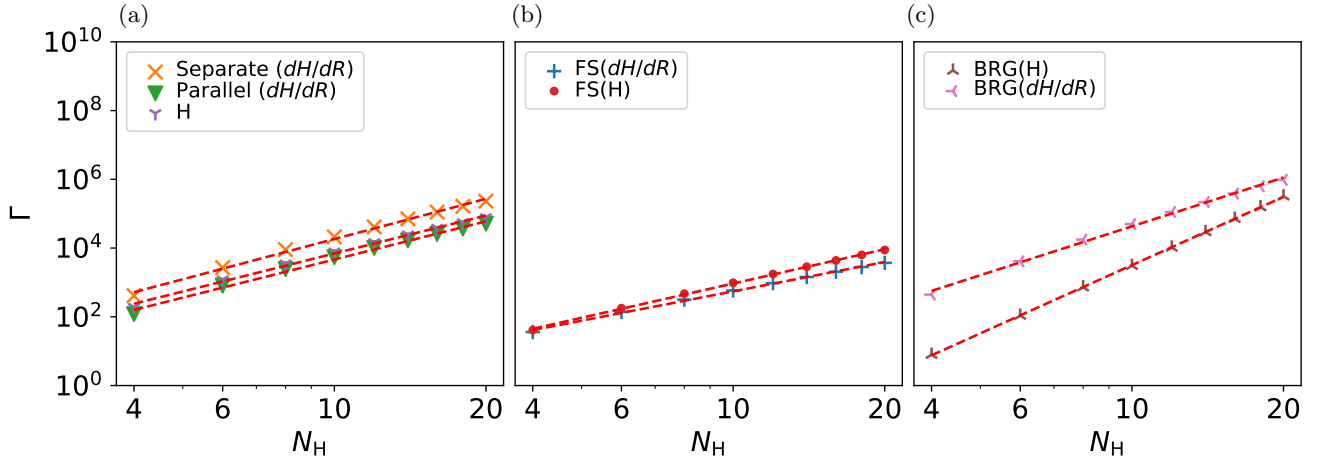 (a)
(b)
(c)
Γ
10^10
10^8
10^6
10^4
10^2
10^0
Separate (dH/dR)
Parallel (dH/dR)
H
FS(dH/dR)
FS(H)
BRG(H)
BRG(dH/dR)
4 6 10 20
4 6 10 20
4 6 10 20
N_H
N_H
N_H